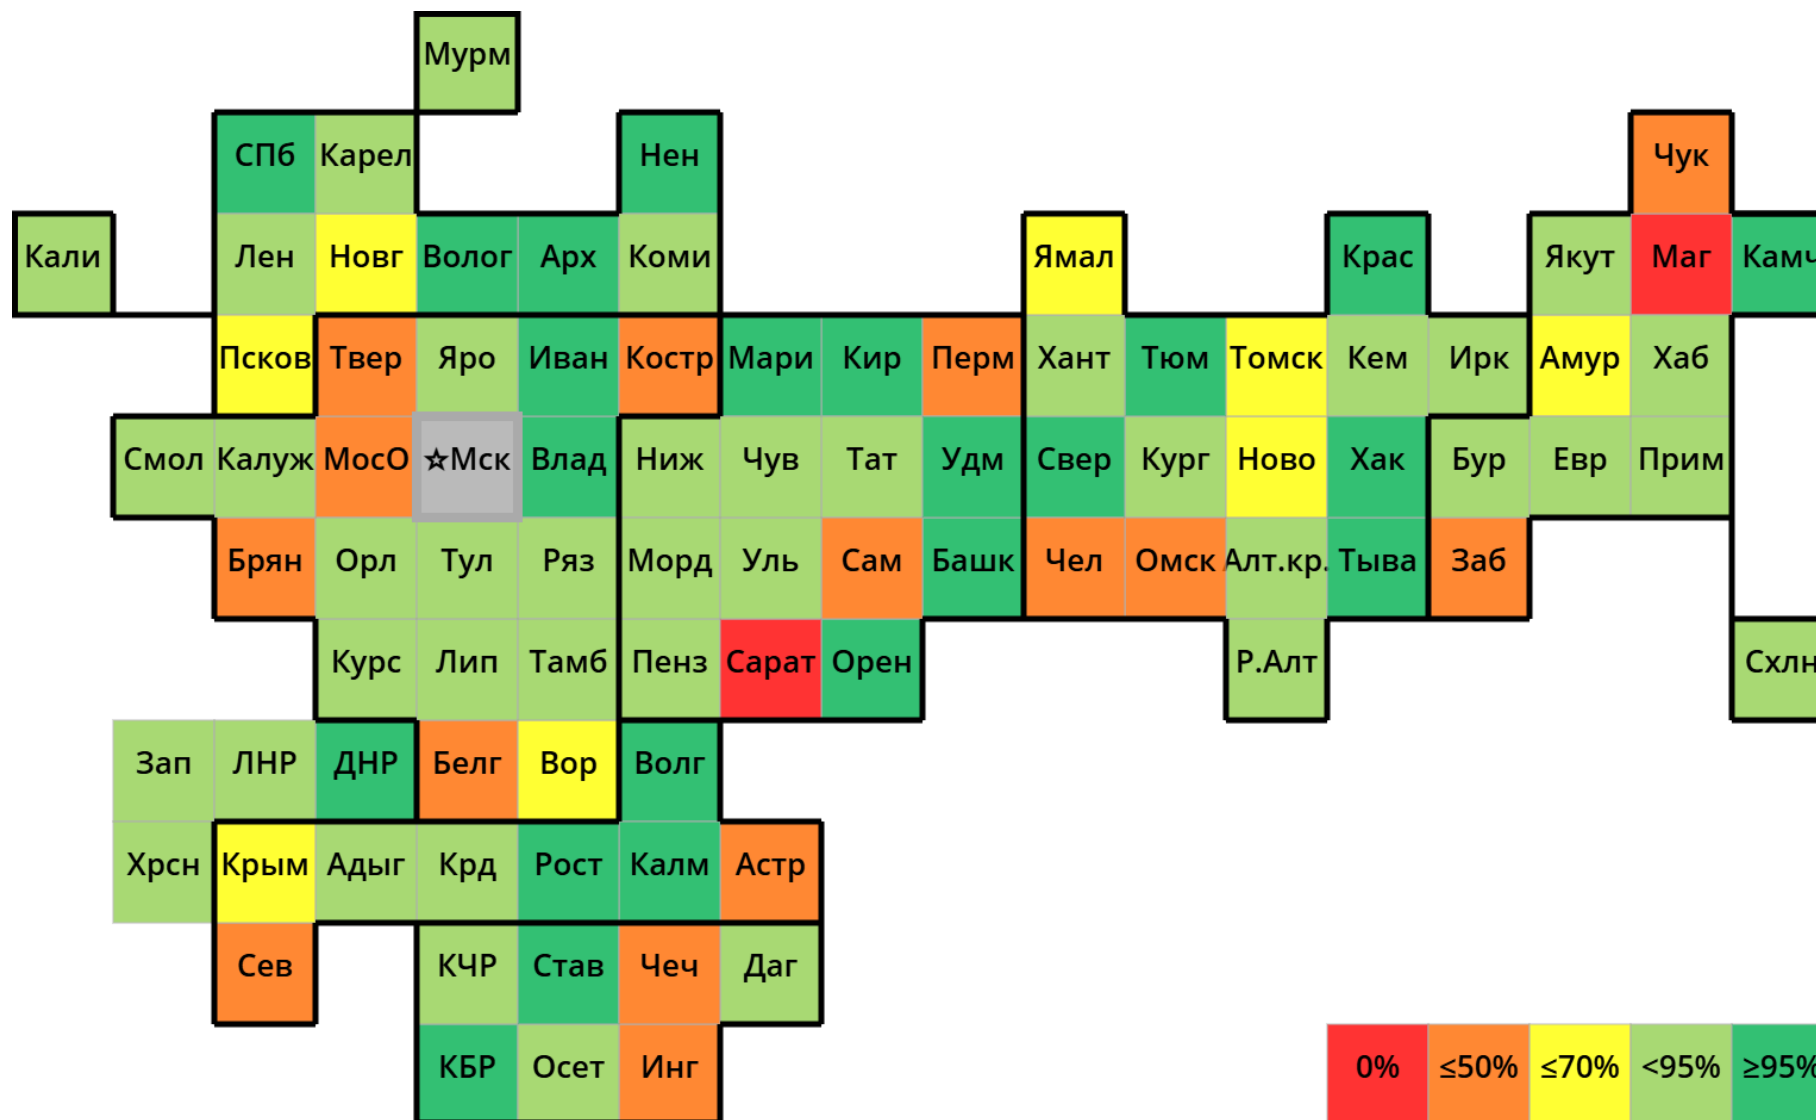 Мурм
СПб Карел Нен Чук
Кали Лен Новг Волог Арх Коми Ямал Крас Якут Маг Камч
Псков Твер Яро Иван Костр Мари Кир Перм Хант Тюм Томск Кем Ирк Амур Хаб
Смол Калуж МосО ☆Мск Влад Ниж Чув Тат Удм Свер Кург Ново Хак Бур Евр Прим
Брян Орл Тул Ряз Морд Уль Сам Башк Чел Омск Алт.кр. Тыва Заб
Курс Лип Тамб Пенз Сарат Орен Р.Алт Схлн
Зап ЛНР ДНР Белг Вор Волг
Хрсн Крым Адыг Крд Рост Калм Астр
Сев КЧР Став Чеч Даг
КБР Осет Инг 0% ≤50% ≤70% <95% ≥95%